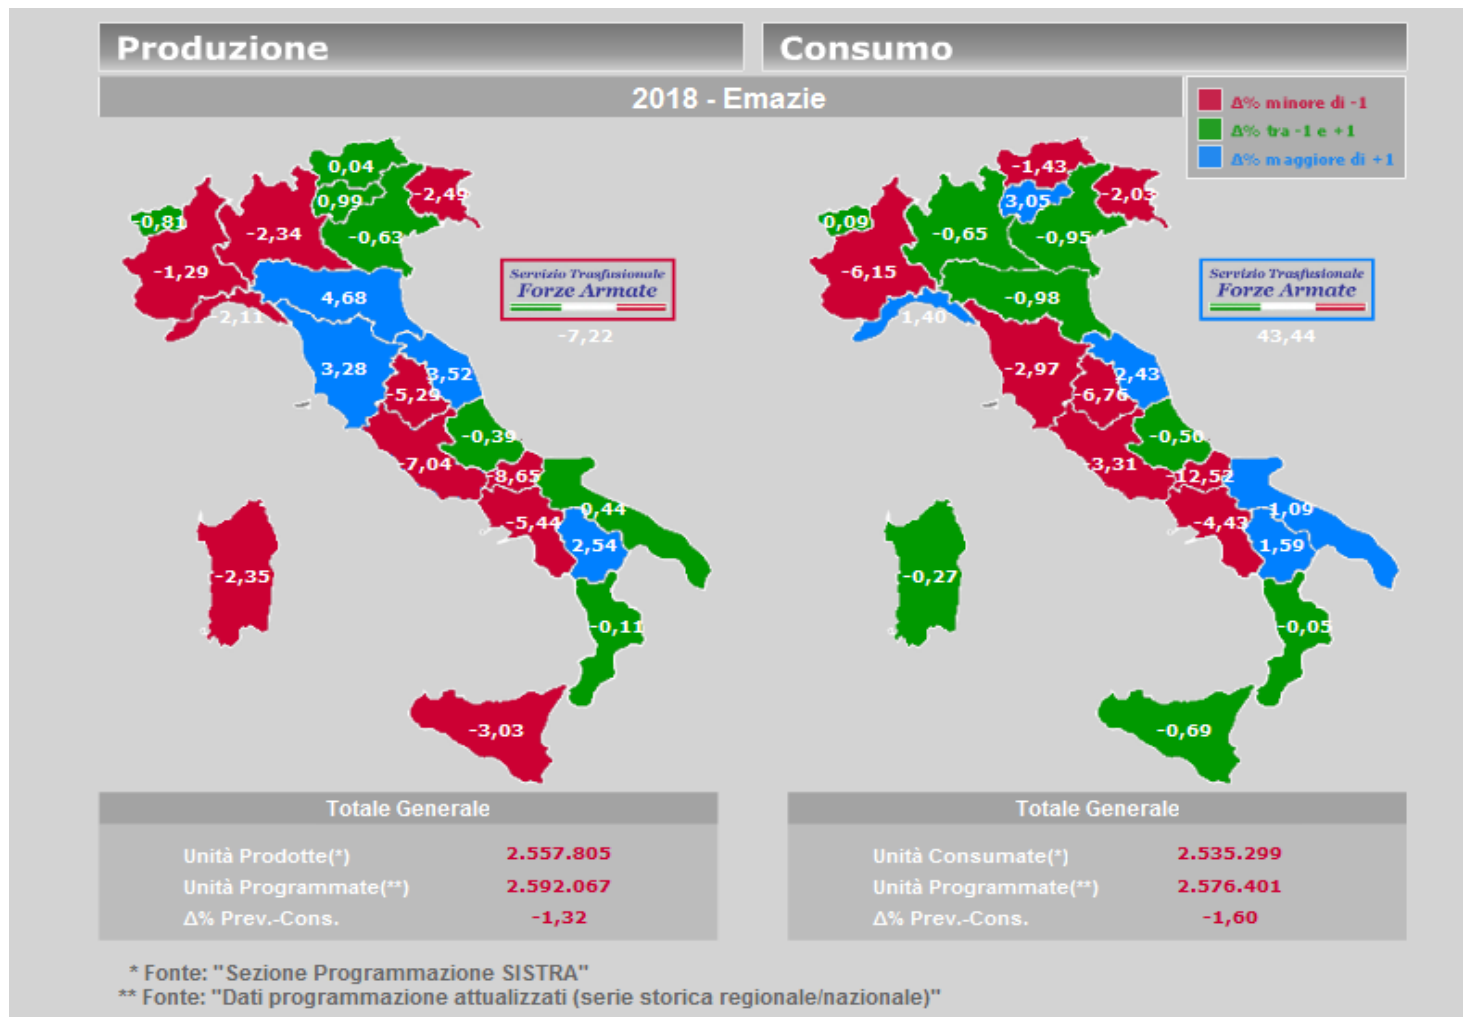 Produzione
Consumo
2018 - Emazie
Δ% minore di -1
Δ% tra -1 e +1
Δ% maggiore di +1
0,04
0,99
-2,49
-0,81
-2,34
-0,63
-1,29
4,68
-2,11
3,28
3,52
-5,29
-0,39
-7,04
-8,65
-0,44
-5,44
2,54
-2,35
-0,11
-3,03
Servizio Trasfusionale
Forze Armate
-7,22
-1,43
3,05
-2,03
0,09
-0,65
-0,95
-6,15
-0,98
1,40
-2,97
2,43
-6,76
-0,50
-3,31
-12,52
1,09
-4,43
1,59
-0,27
-0,05
-0,69
Servizio Trasfusionale
Forze Armate
43,44
Totale Generale
Unità Prodotte(*) 2.557.805
Unità Programmate(**) 2.592.067
Δ% Prev.-Cons. -1,32
Totale Generale
Unità Consumate(*) 2.535.299
Unità Programmate(**) 2.576.401
Δ% Prev.-Cons. -1,60
* Fonte: "Sezione Programmazione SISTRA"
** Fonte: "Dati programmazione attualizzati (serie storica regionale/nazionale)"